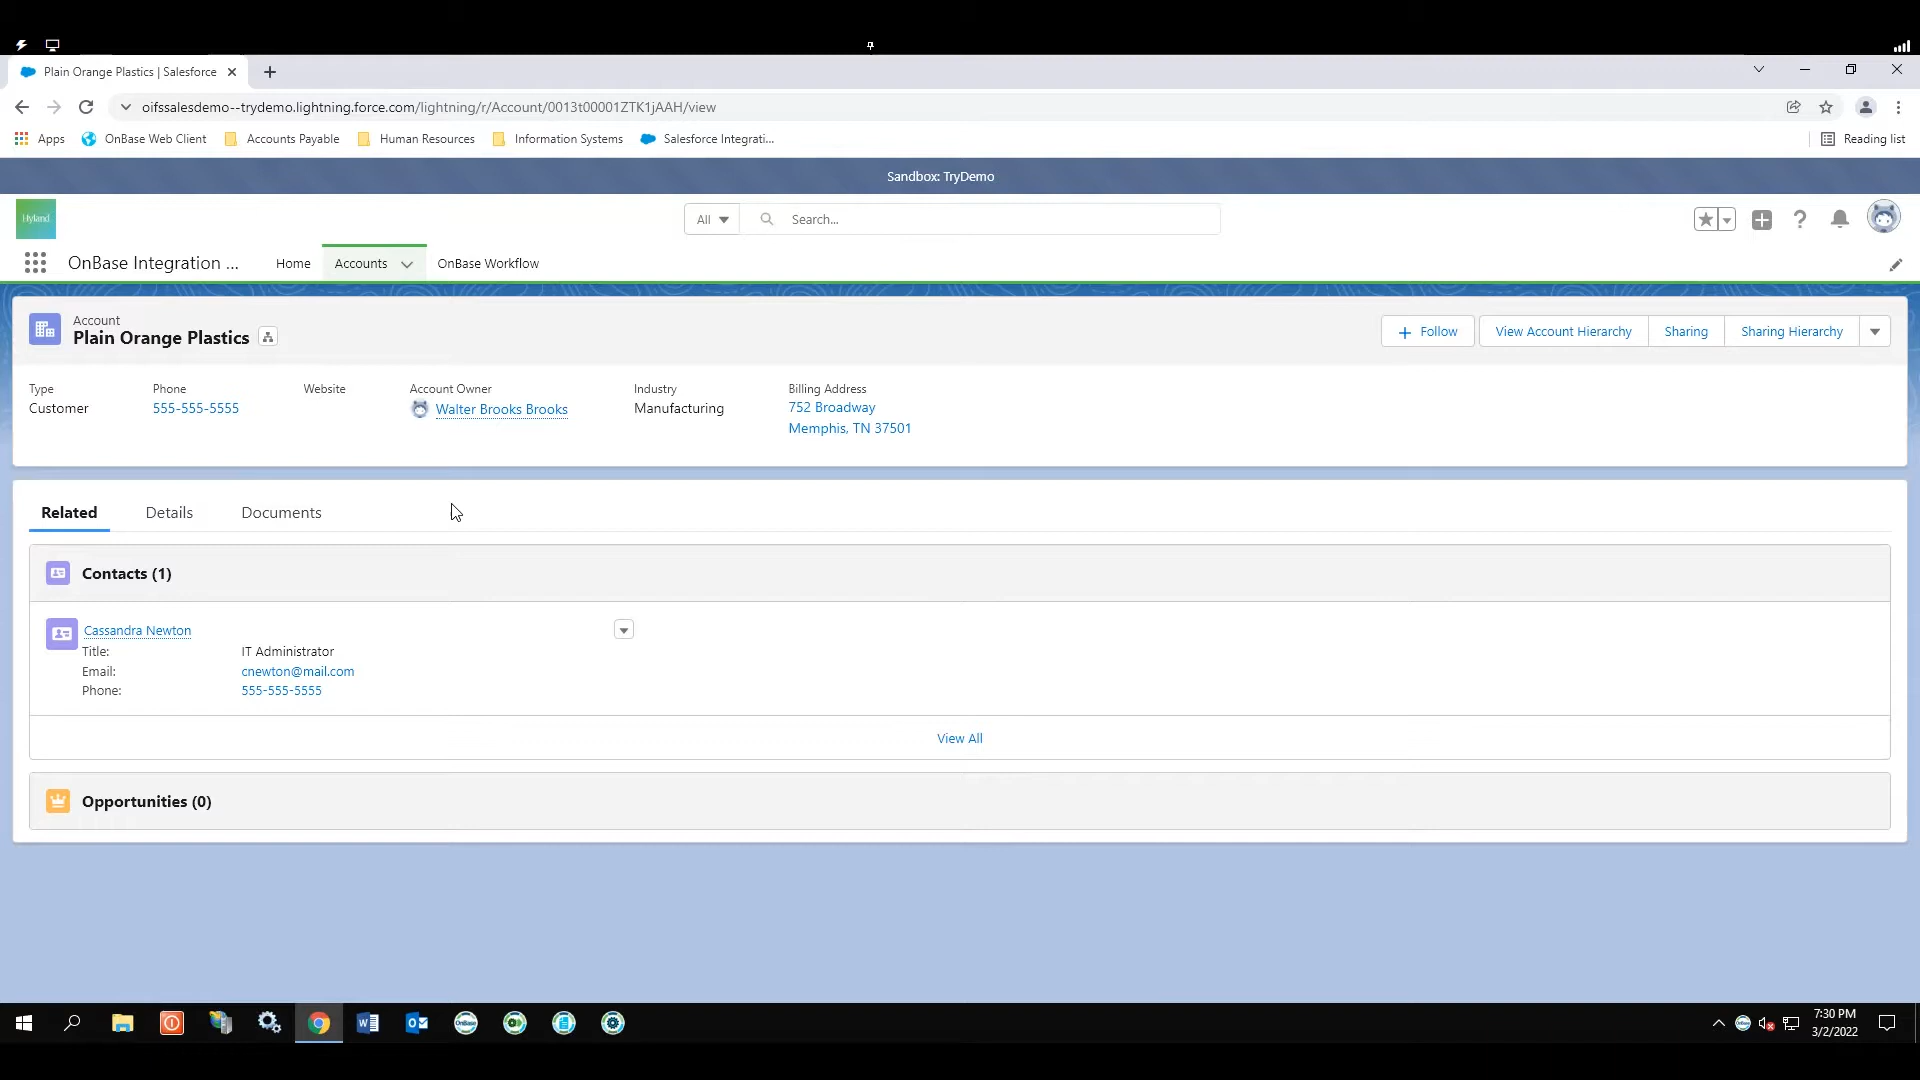 Plain Orange Plastics | Salesforce
oifssalesdemo--trydemo.lightning.force.com/lightning/r/Account/0013t00001ZTK1jAAH/view
Apps OnBase Web Client Accounts Payable Human Resources Information Systems Salesforce Integrati... Reading list
Sandbox: TryDemo
Hyland
All Search...
OnBase Integration ... Home Accounts OnBase Workflow
Account
Plain Orange Plastics
Follow View Account Hierarchy Sharing Sharing Hierarchy
Type Phone Website Account Owner Industry Billing Address
Customer 555-555-5555 Walter Brooks Brooks Manufacturing 752 Broadway
Memphis, TN 37501
Related Details Documents
Contacts (1)
Cassandra Newton
Title: IT Administrator
Email: cnewton@mail.com
Phone: 555-555-5555
View All
Opportunities (0)
7:30 PM
3/2/2022